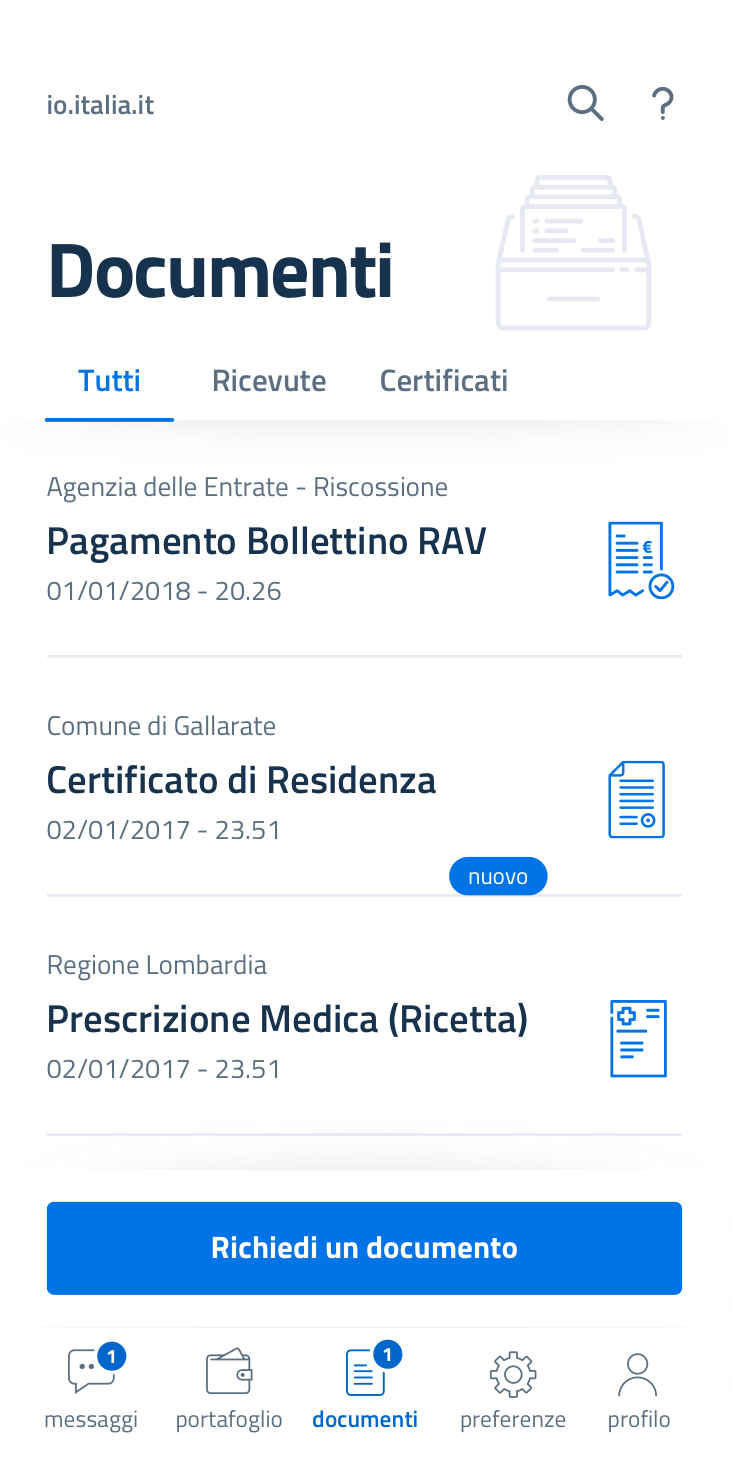 io.italia.it
?
Documenti
Tutti Ricevute Certificati
Agenzia delle Entrate - Riscossione
Pagamento Bollettino RAV
01/01/2018 - 20.26
€
Comune di Gallarate
Certificato di Residenza
02/01/2017 - 23.51
nuovo
Regione Lombardia
Prescrizione Medica (Ricetta)
02/01/2017 - 23.51
Richiedi un documento
1 1
messaggi portafoglio documenti preferenze profilo